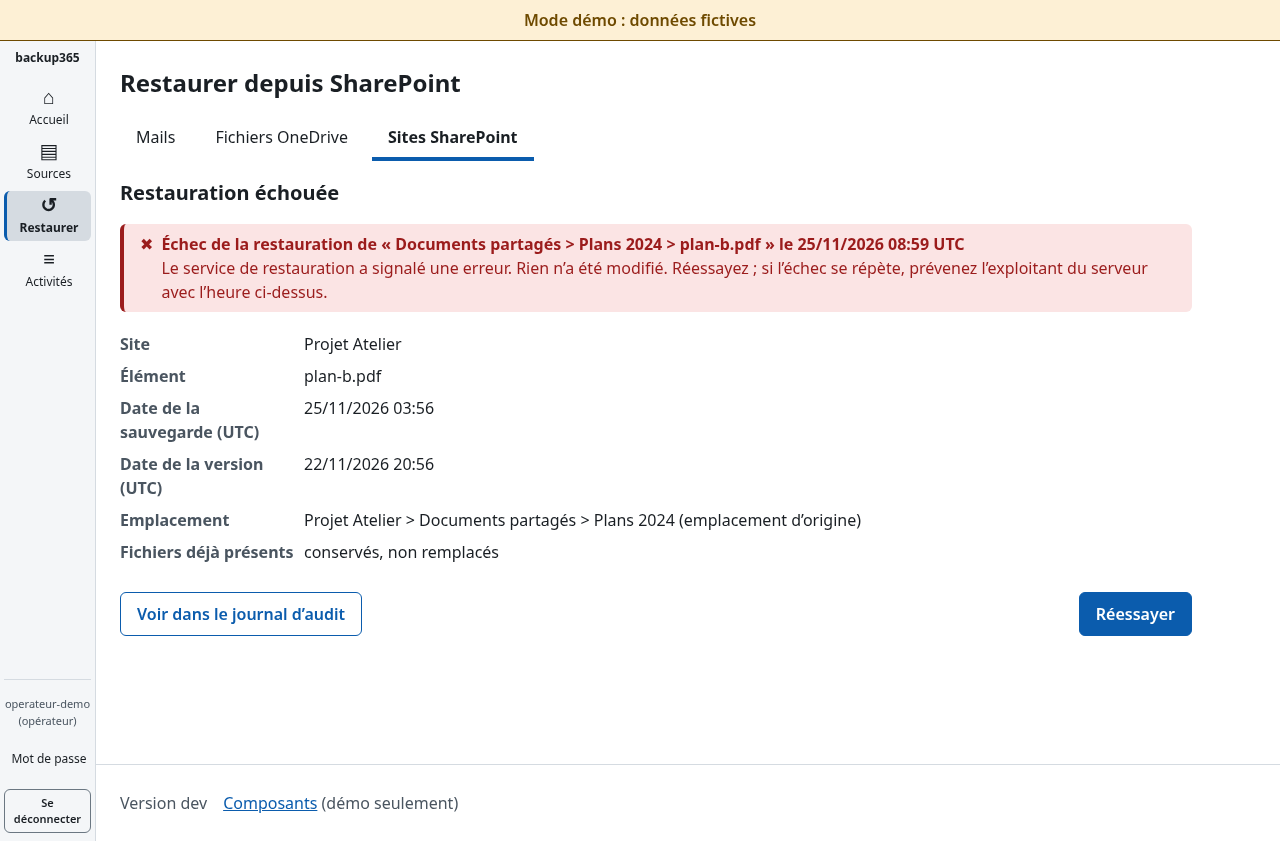 Mode démo : données fictives
backup365
Accueil
Sources
Restaurer
Activités
operateur-demo
(opérateur)
Mot de passe
Se
déconnecter
Restaurer depuis SharePoint
Mails
Fichiers OneDrive
Sites SharePoint
Restauration échouée
✖ Échec de la restauration de « Documents partagés > Plans 2024 > plan-b.pdf » le 25/11/2026 08:59 UTC
Le service de restauration a signalé une erreur. Rien n’a été modifié. Réessayez ; si l’échec se répète, prévenez l’exploitant du serveur
avec l’heure ci-dessus.
Site Projet Atelier
Élément plan-b.pdf
Date de la 25/11/2026 03:56
sauvegarde (UTC)
Date de la version 22/11/2026 20:56
(UTC)
Emplacement Projet Atelier > Documents partagés > Plans 2024 (emplacement d’origine)
Fichiers déjà présents conservés, non remplacés
Voir dans le journal d’audit
Réessayer
Version dev Composants (démo seulement)